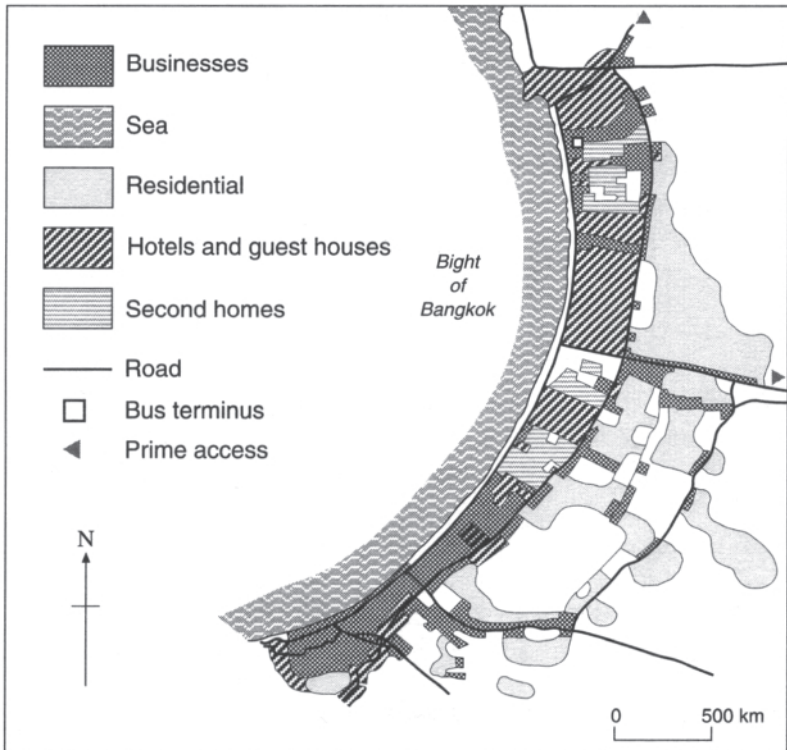 Businesses
Sea
Residential
Hotels and guest houses
Second homes
Road
Bus terminus
Prime access
Bight
of
Bangkok
N
0 500 km